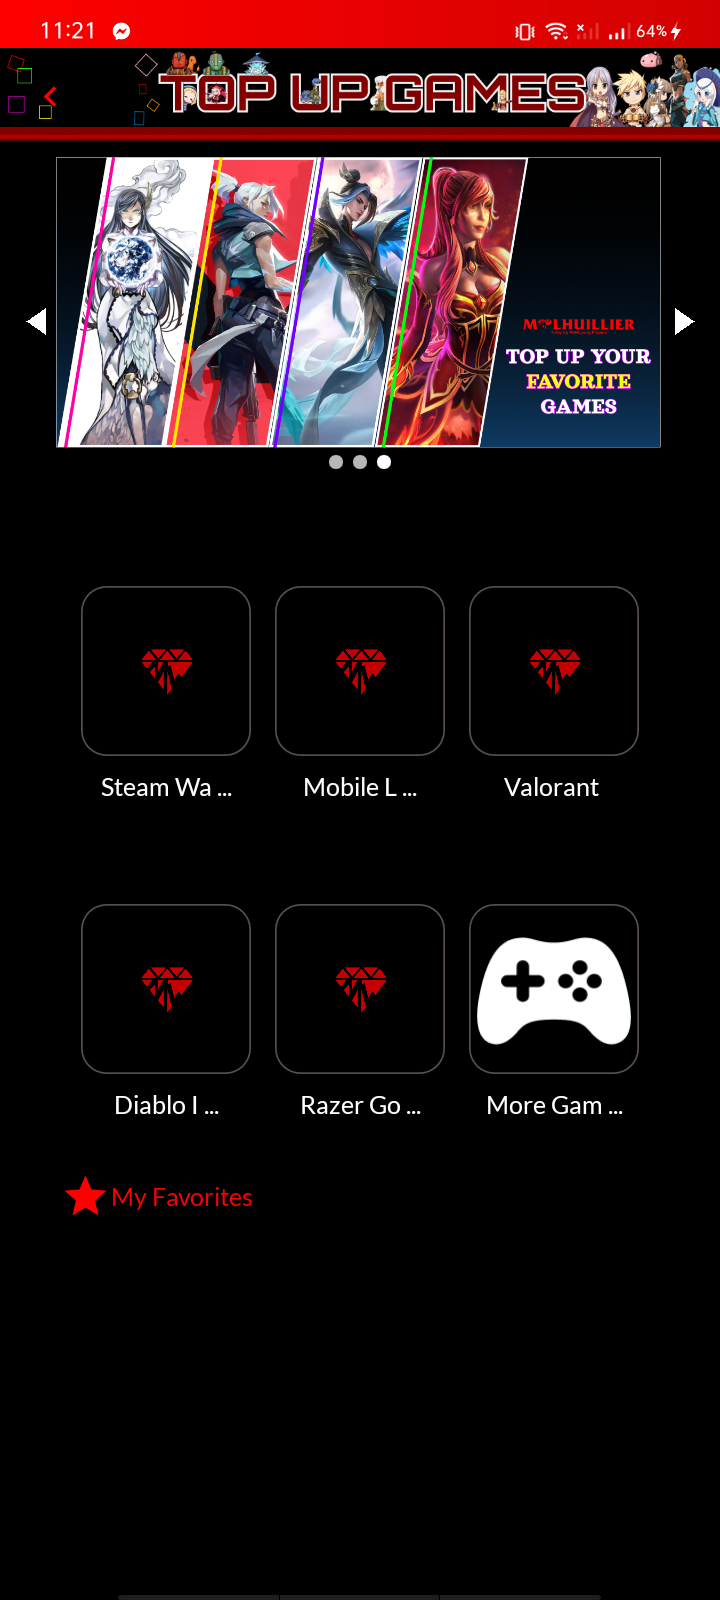 11:21
64%
TOP UP GAMES
MLHUILLIER
TOP UP YOUR
FAVORITE
GAMES
Steam Wa ...
Mobile L ...
Valorant
Diablo I ...
Razer Go ...
More Gam ...
My Favorites